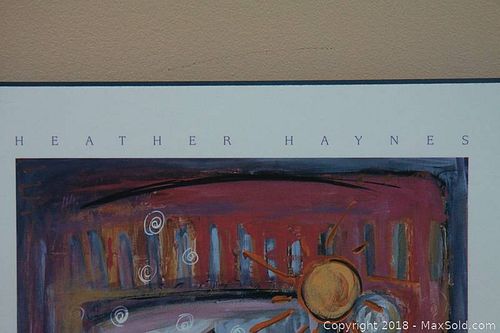 HEATHER HAYNES
Copyright 2018 - MaxSold.com